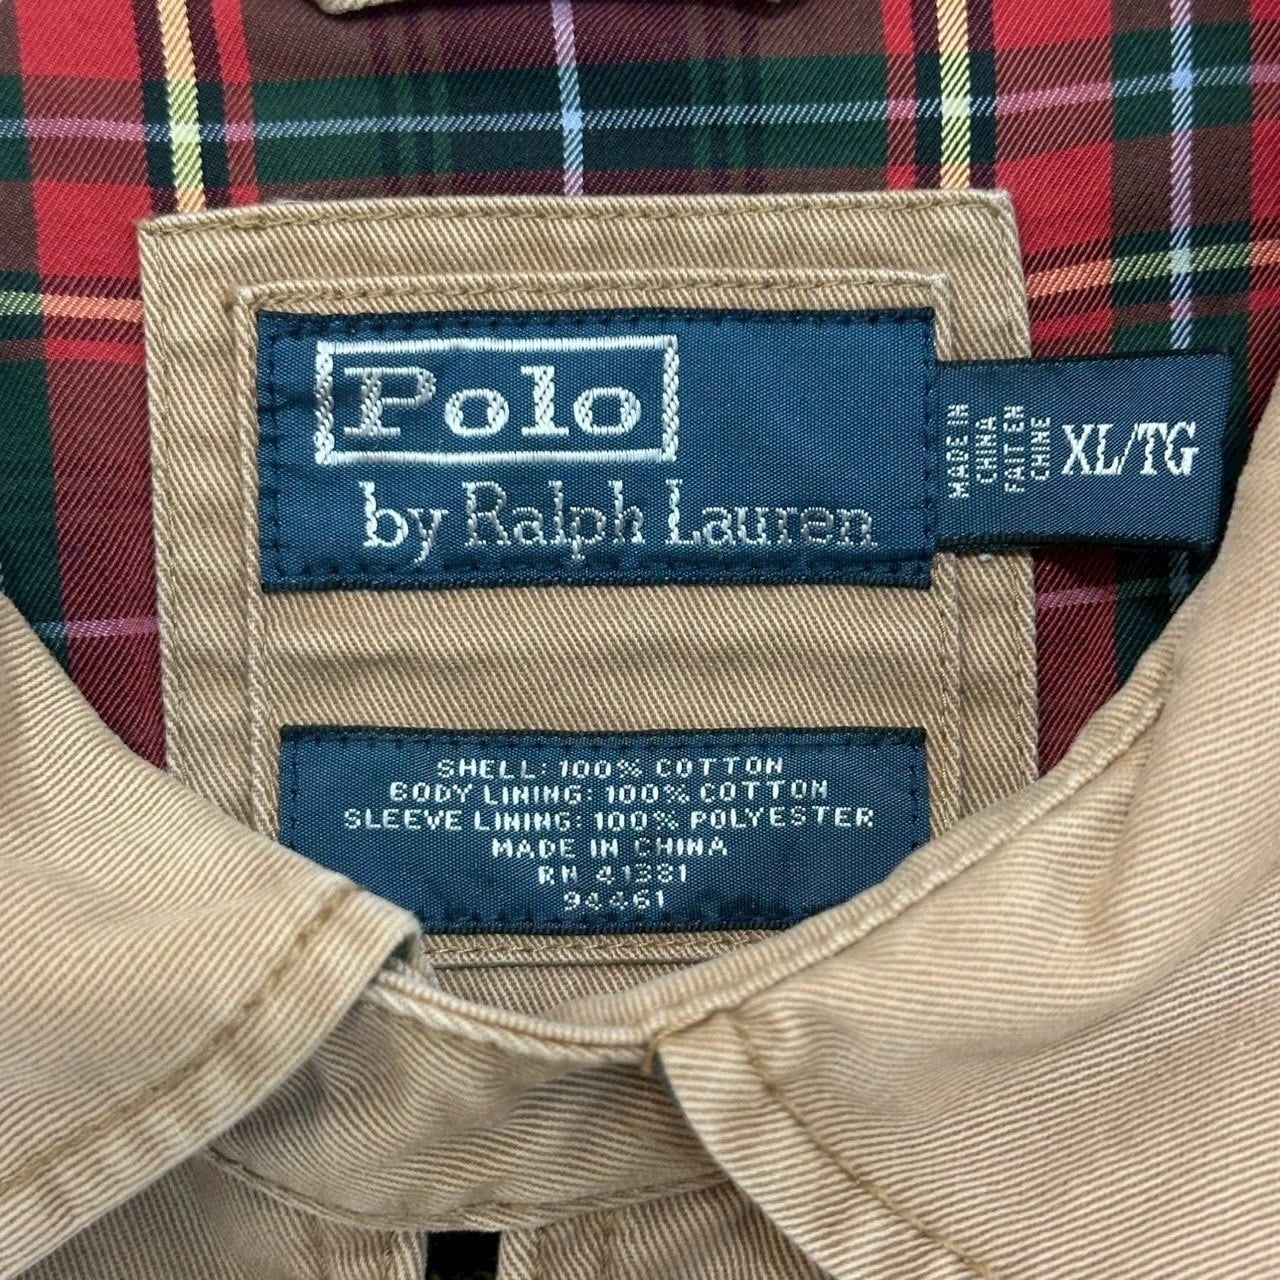 Polo
by Ralph Lauren
MADE IN
CHINA
FAIT EN
CHINE
XL/TG
SHELL: 100% COTTON
BODY LINING: 100% COTTON
SLEEVE LINING: 100% POLYESTER
MADE IN CHINA
RN 41381
94461